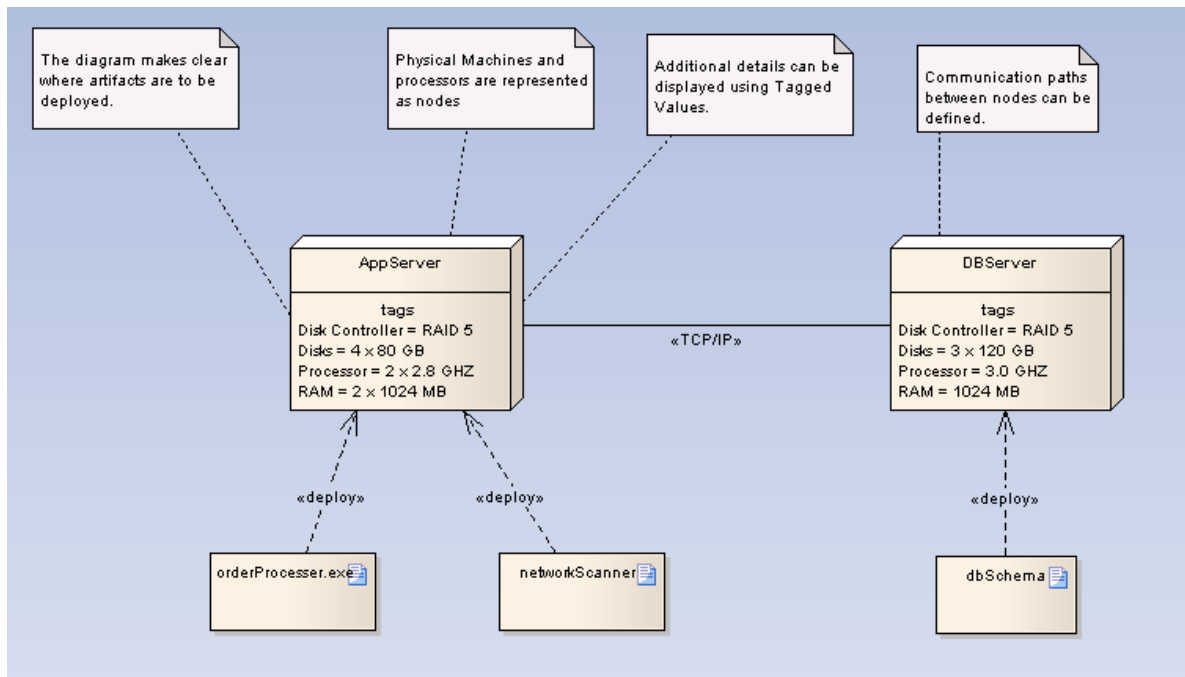 The diagram makes clear
where artifacts are to be
deployed.
Physical Machines and
processors are represented
as nodes
Additional details can be
displayed using Tagged
Values.
Communication paths
between nodes can be
defined.
AppServer
tags
Disk Controller = RAID 5
Disks = 4 x 80 GB
Processor = 2 x 2.8 GHZ
RAM = 2 x 1024 MB
«TCP/IP»
DBServer
tags
Disk Controller = RAID 5
Disks = 3 x 120 GB
Processor = 3.0 GHZ
RAM = 1024 MB
«deploy»
«deploy»
«deploy»
orderProcesser.exe
networkScanner
dbSchema